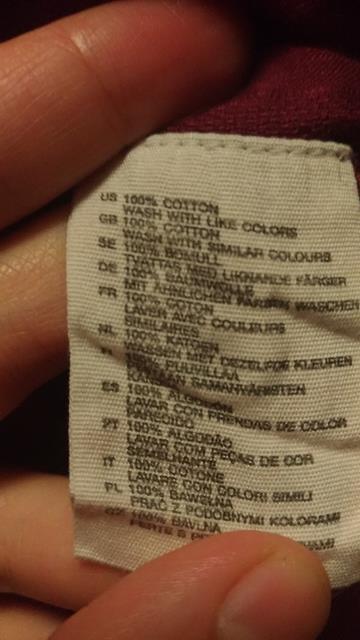 US 100% COTTON
WASH WITH LIKE COLORS
GB 100% COTTON
WASH WITH SIMILAR COLOURS
SE 100% BOMULL
TVÄTTAS MED LIKNANDE FÄRGER
DE 100% BAUMWOLLE
MIT ÄHNLICHEN FARBEN WASCHEN
FR 100% COTON
LAVER AVEC COULEURS
SIMILAIRES
NL 100% KATOEN
WASSEN MET DEZELFDE KLEUREN
FI 100% PUUVILLAA
SAMANVÄRISTEN
ES 100% ALGODÓN
LAVAR CON PRENDAS DE COLOR
PARECIDO
PT 100% ALGODÃO
LAVAR COM PEÇAS DE COR
SEMELHANTE
IT 100% COTONE
LAVARE CON COLORI SIMILI
PL 100% BAWEŁNA
PRAĆ Z PODOBNYMI KOLORAMI
100% BAVLNA
PERTE S